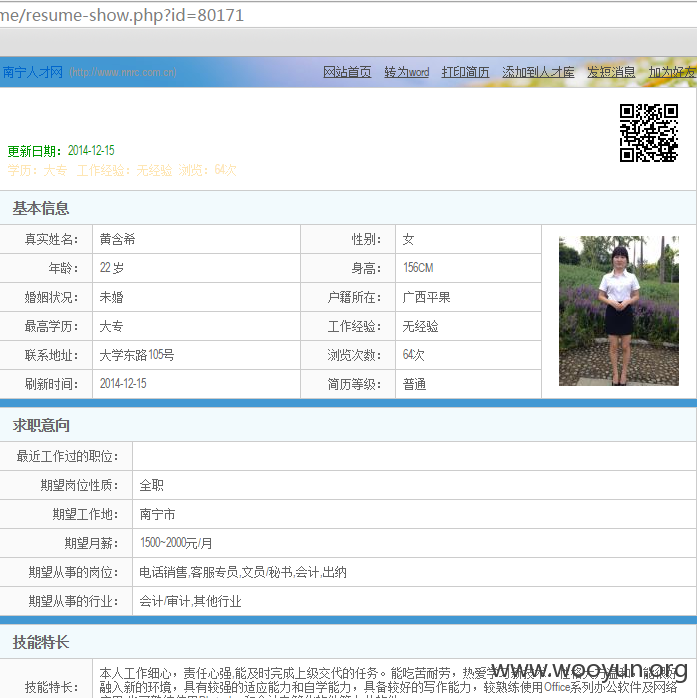 me/resume-show.php?id=80171
南宁人才网 (http://www.nnrc.com.cn) 网站首页 转为word 打印简历 添加到人才库 发短消息 加为好友
更新日期：2014-12-15
学历：大专 工作经验：无经验 浏览：64次
基本信息
真实姓名： 黄含希 性别： 女
年龄： 22 岁 身高： 156CM
婚姻状况： 未婚 户籍所在： 广西平果
最高学历： 大专 工作经验： 无经验
联系地址： 大学东路105号 浏览次数： 64次
刷新时间： 2014-12-15 简历等级： 普通
求职意向
最近工作过的职位：
期望岗位性质： 全职
期望工作地： 南宁市
期望月薪： 1500~2000元/月
期望从事的岗位： 电话销售,客服专员,文员/秘书,会计,出纳
期望从事的行业： 会计/审计,其他行业
技能特长
本人工作细心，责任心强,能及时完成上级交代的任务。能吃苦耐劳，热爱学习
技能特长： 融入新的环境，具有较强的适应能力和自学能力，具备较好的写作能力，较熟练使用Office系列办公软件及网络
www.wooyun.org